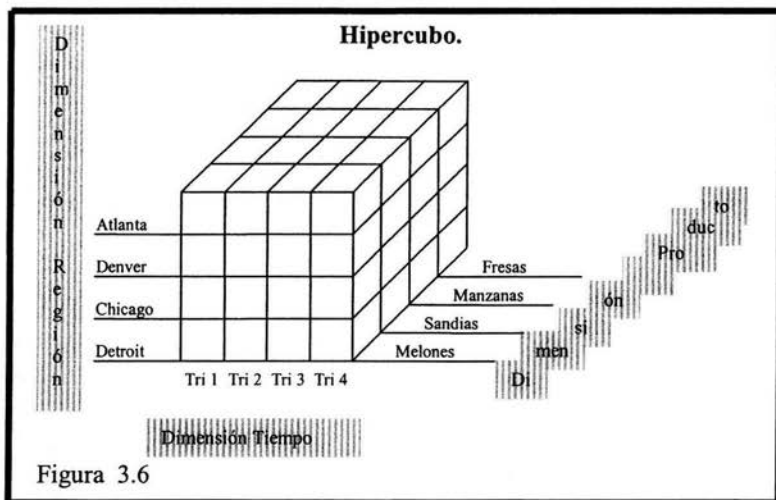 Hipercubo.
Dimensión Región
Atlanta
Denver
Chicago
Detroit
Tri 1 Tri 2 Tri 3 Tri 4
Fresas
Manzanas
Sandias
Melones
Dimensión Producto
Dimensión Tiempo
Figura 3.6